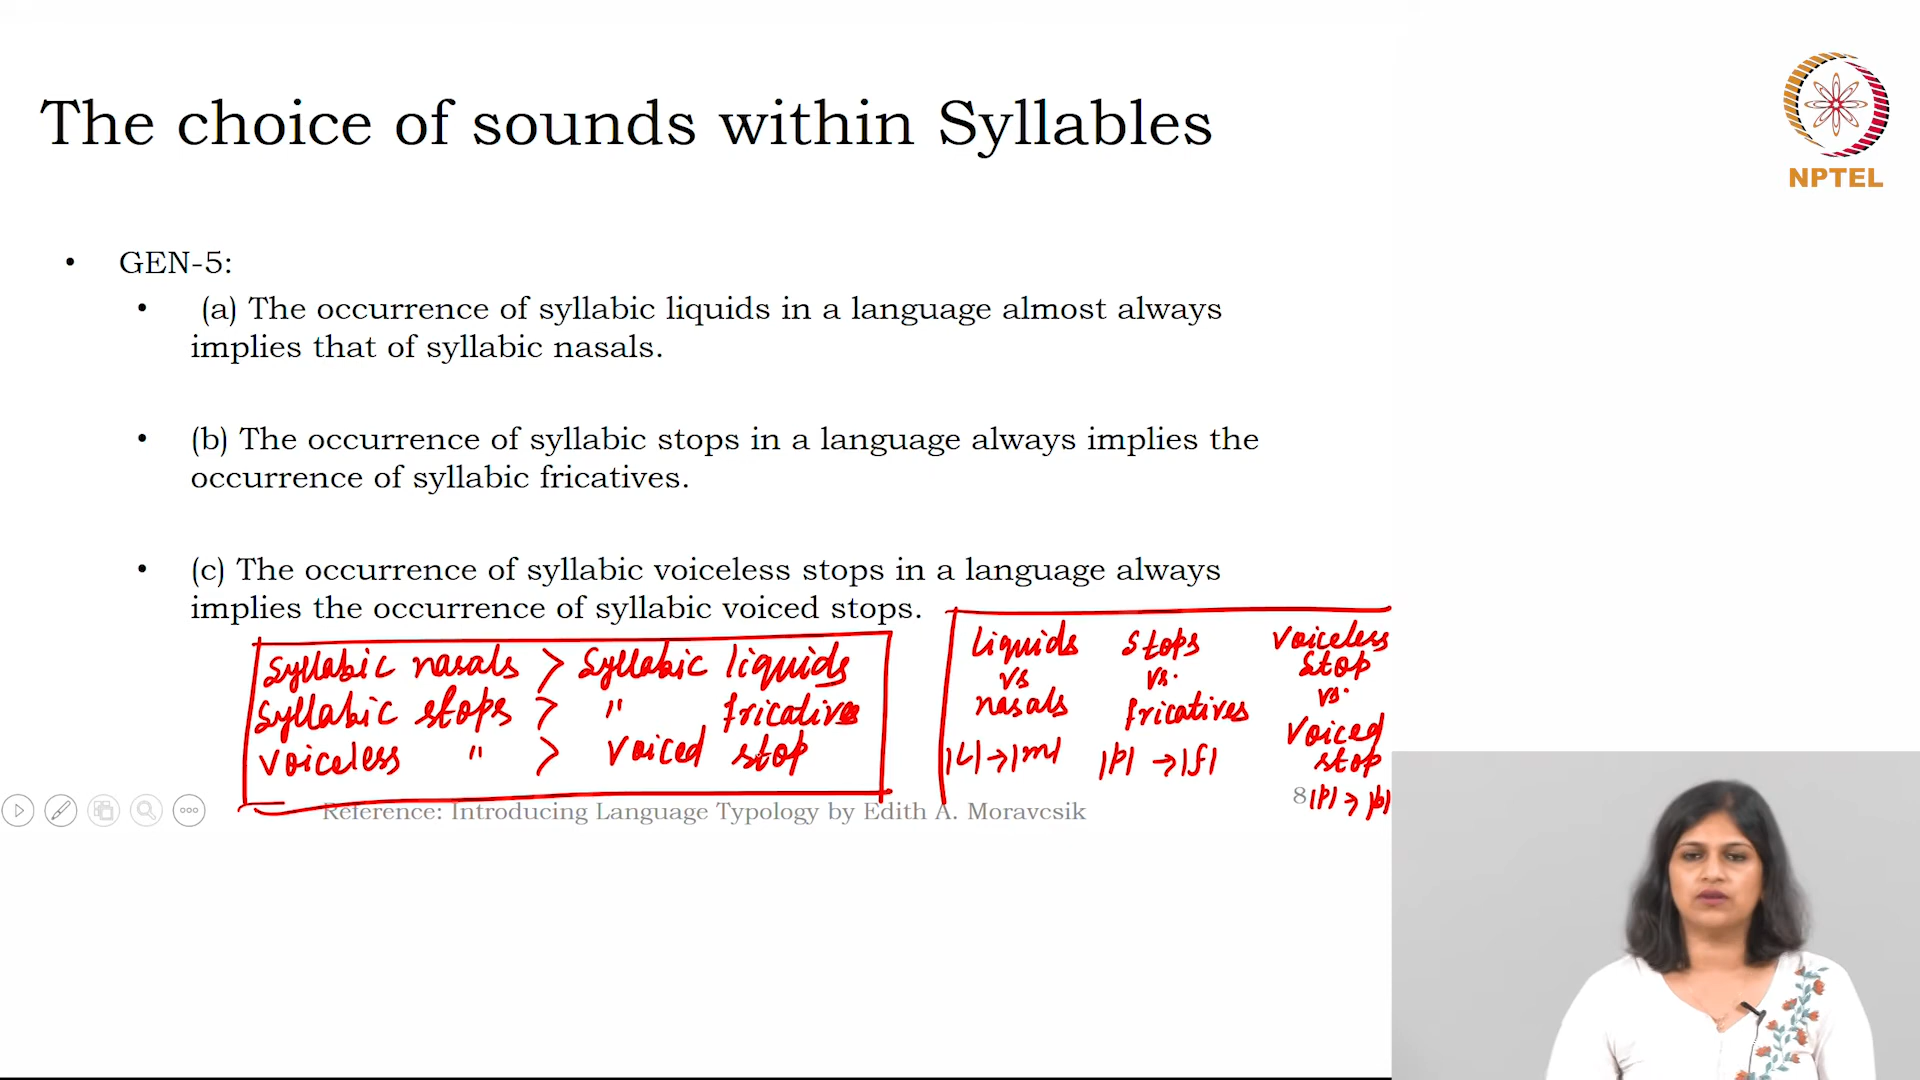 The choice of sounds within Syllables
NPTEL
• GEN-5:
• (a) The occurrence of syllabic liquids in a language almost always
implies that of syllabic nasals.
• (b) The occurrence of syllabic stops in a language always implies the
occurrence of syllabic fricatives.
• (c) The occurrence of syllabic voiceless stops in a language always
implies the occurrence of syllabic voiced stops.
Syllabic nasals > Syllabic liquids
Syllabic stops > " fricatives
Voiceless " > Voiced stop
Liquids
vs
nasals
|L| → |m|
Stops
vs.
fricatives
|p| → |f|
Voiceless
Stop
vs.
Voiced
stop
|p| → |b|
Reference: Introducing Language Typology by Edith A. Moravcsik
8